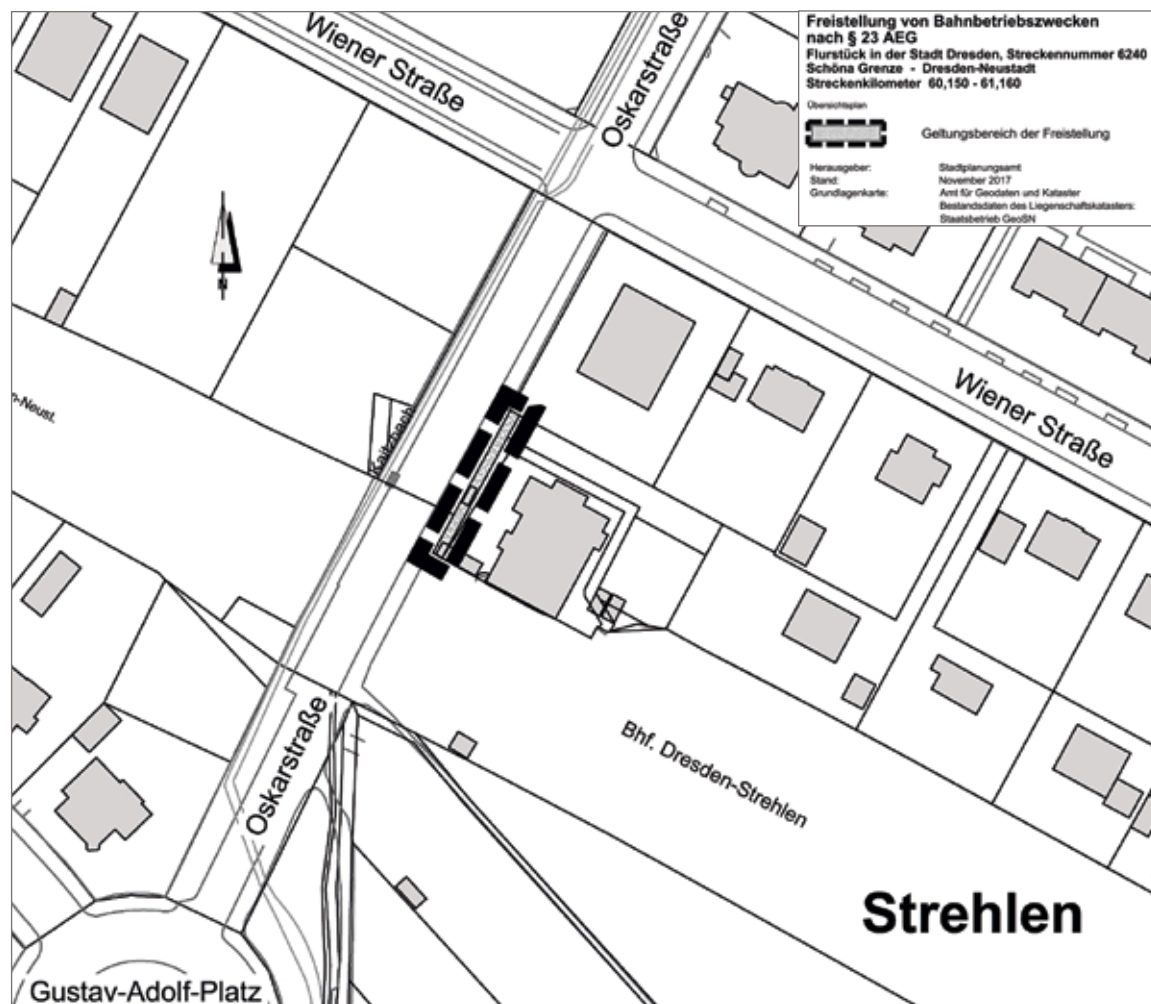 Freistellung von Bahnbetriebszwecken
nach § 23 AEG
Flurstück in der Stadt Dresden, Streckennummer 6240
Schöna Grenze - Dresden-Neustadt
Streckenkilometer 60,150 - 61,160
Übersichtsplan
Geltungsbereich der Freistellung
Herausgeber: Stadtplanungsamt
Stand: November 2017
Grundlagenkarte: Amt für Geodaten und Kataster
Bestandsdaten des Liegenschaftskatasters:
Staatsbetrieb GeoSN
Wiener Straße
Oskarstraße
N
Wiener Straße
n-Neust.
Kaitzbach
Oskarstraße
Bhf. Dresden-Strehlen
Strehlen
Gustav-Adolf-Platz